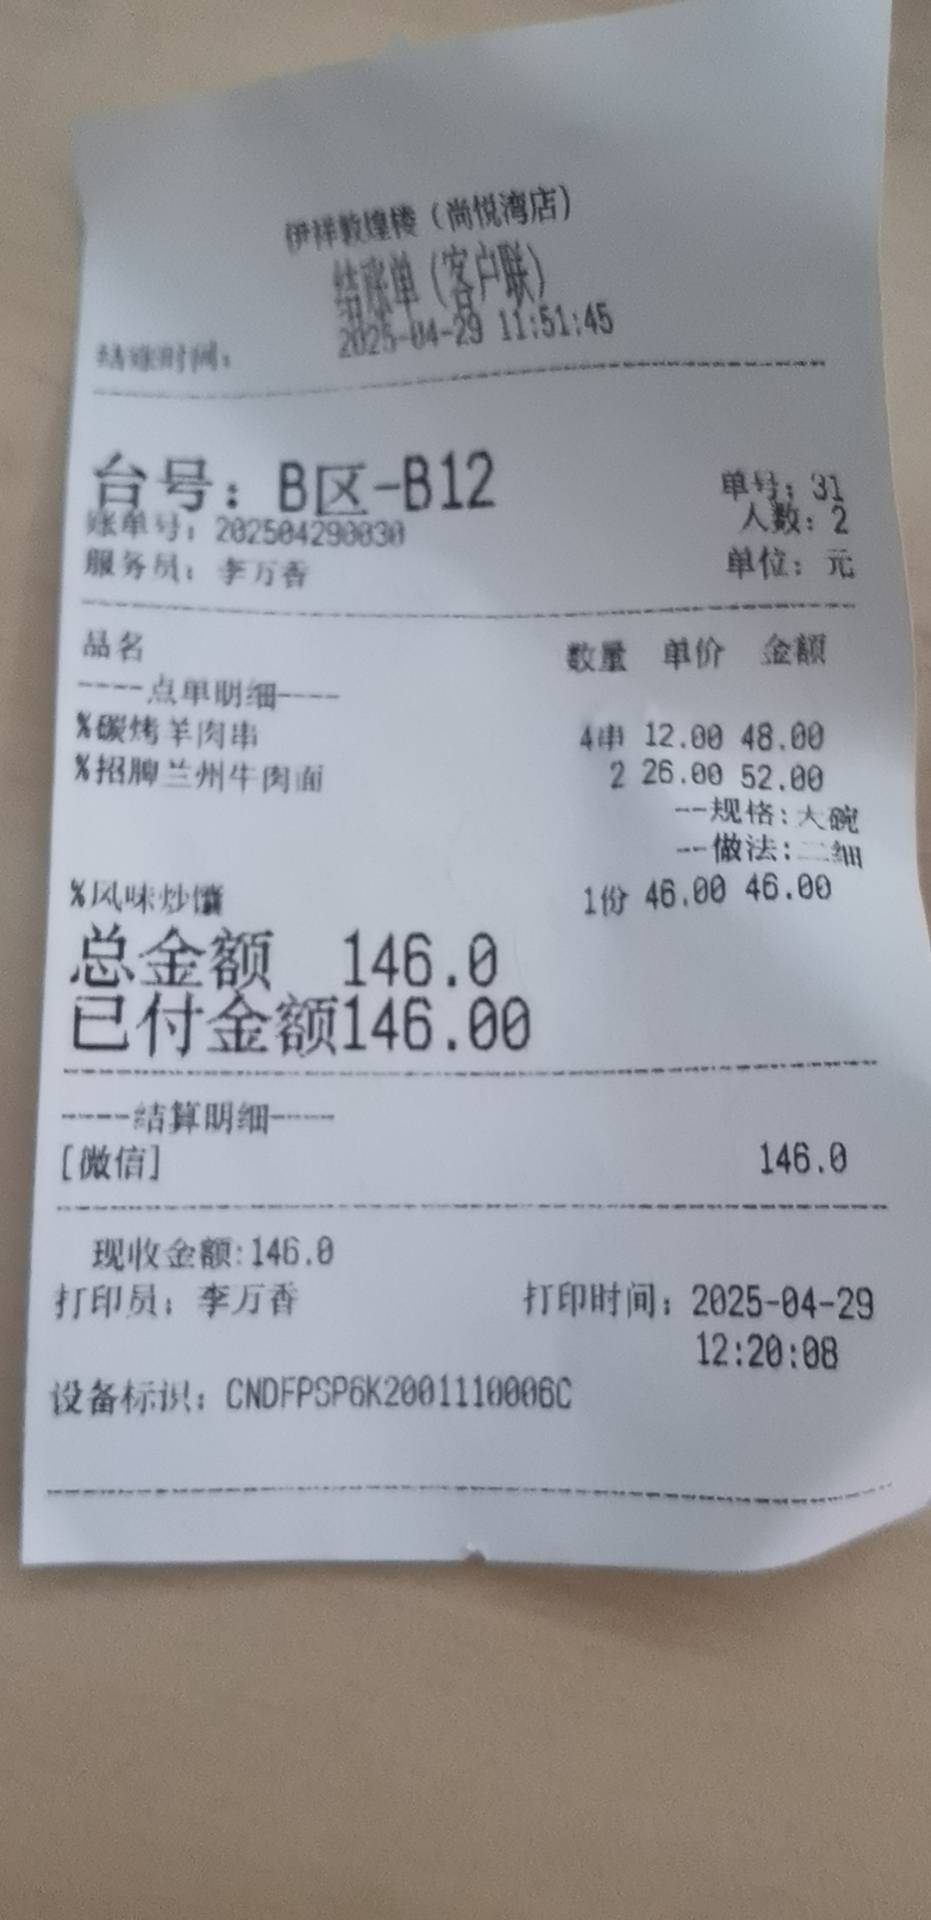 伊祥敦煌楼（尚悦湾店）
结账单（客户联）
结账时间： 2025-04-29 11:51:45
台号：B区-B12 单号：31
账单号：202504290030 人数：2
服务员：李万香 单位：元
品名 数量 单价 金额
----点单明细----
%碳烤羊肉串 4串 12.00 48.00
%招牌兰州牛肉面 2 26.00 52.00
--规格：大碗
--做法：二细
%风味炒馕 1份 46.00 46.00
总金额 146.0
已付金额146.00
----结算明细----
[微信] 146.0
现收金额:146.0
打印员：李万香 打印时间：2025-04-29
12:20:08
设备标识：CNDFPSP6K2001110006C